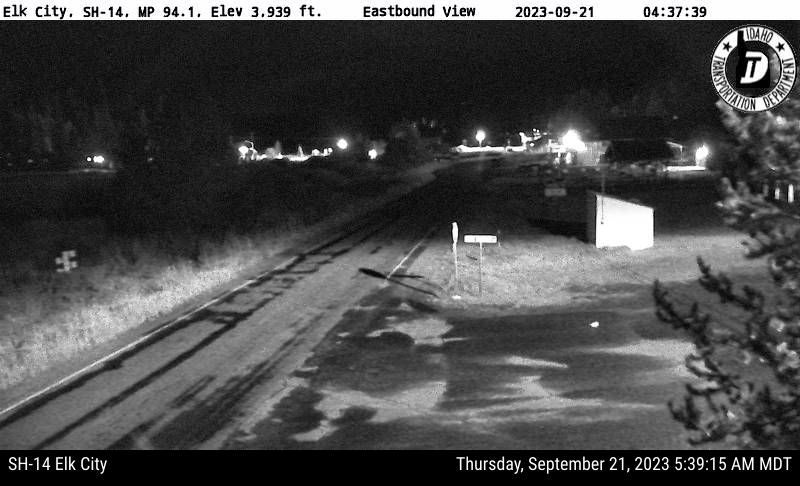 Elk City, SH-14, MP 94.1, Elev 3,939 ft. Eastbound View 2023-09-21 04:37:39
IDAHO
TRANSPORTATION DEPARTMENT
SH-14 Elk City Thursday, September 21, 2023 5:39:15 AM MDT